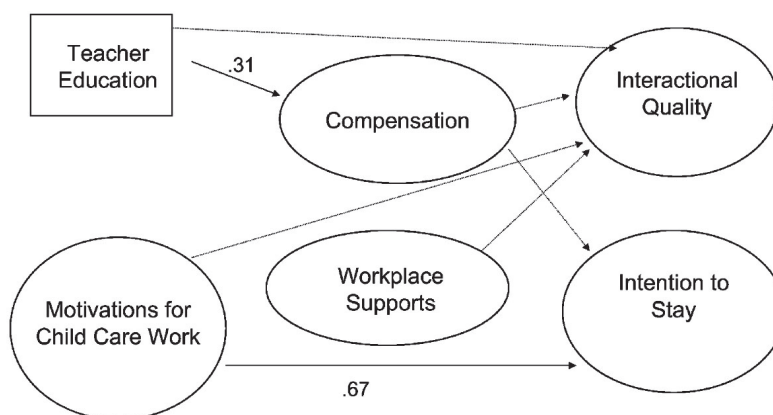 Teacher
Education
.31
Compensation
Interactional
Quality
Motivations for
Child Care Work
Workplace
Supports
Intention to
Stay
.67